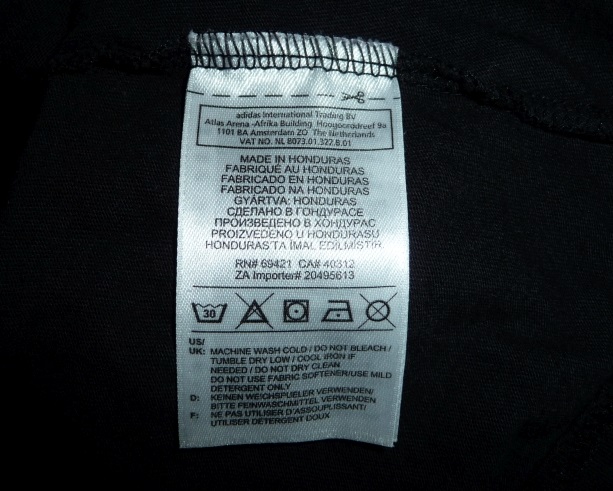 adidas International Trading BV
Atlas Arena -Afrika Building Hoogoorddreef 9a
1101 BA Amsterdam ZO The Netherlands
VAT NO. NL 8073.01.322.B.01
MADE IN HONDURAS
FABRIQUÉ AU HONDURAS
FABRICADO EN HONDURAS
FABRICADO NA HONDURAS
GYÁRTVA: HONDURAS
СДЕЛАНО В ГОНДУРАСЕ
ПРОИЗВЕДЕНО В ХОНДУРАС
PROIZVEDENO U HONDURASU
HONDURAS'TA İMAL EDİLMİŞTİR
RN# 69421 CA# 40312
ZA Importer# 20495613
30
US/
UK: MACHINE WASH COLD / DO NOT BLEACH /
TUMBLE DRY LOW / COOL IRON IF
NEEDED / DO NOT DRY CLEAN
DO NOT USE FABRIC SOFTENER/USE MILD
DETERGENT ONLY
D: KEINEN WEICHSPUELER VERWENDEN/
BITTE FEINWASCHMITTEL VERWENDEN
F: NE PAS UTILISER D'ASSOUPLISSANT/
UTILISER DETERGENT DOUX